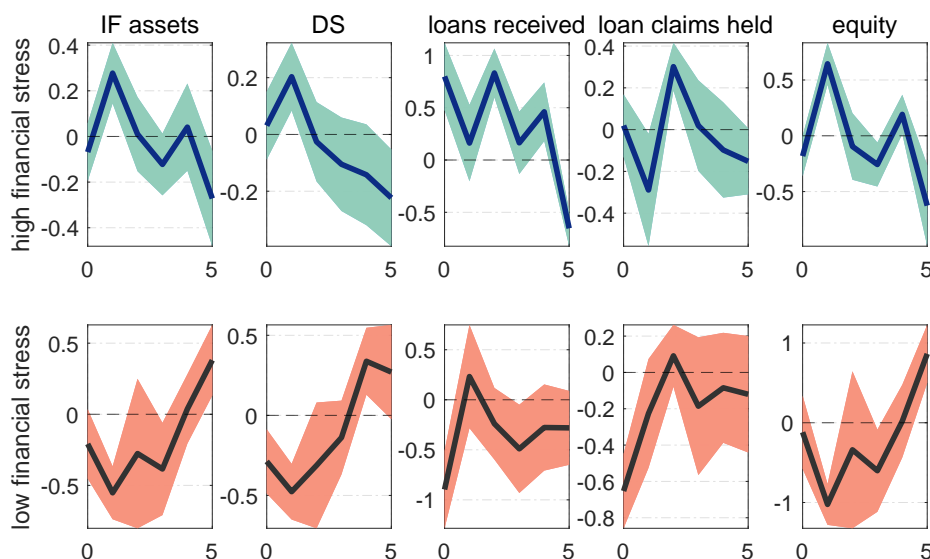 IF assets DS loans received loan claims held equity
high financial stress
0.4 0.2 0 -0.2 -0.4
0.2 0 -0.2
1 0.5 0 -0.5
0.4 0.2 0 -0.2 -0.4
0.5 0 -0.5
0 5 0 5 0 5 0 5 0 5
low financial stress
0.5 0 -0.5
0.5 0 -0.5
0.5 0 -0.5 -1
0.2 0 -0.2 -0.4 -0.6 -0.8
1 0 -1
0 5 0 5 0 5 0 5 0 5